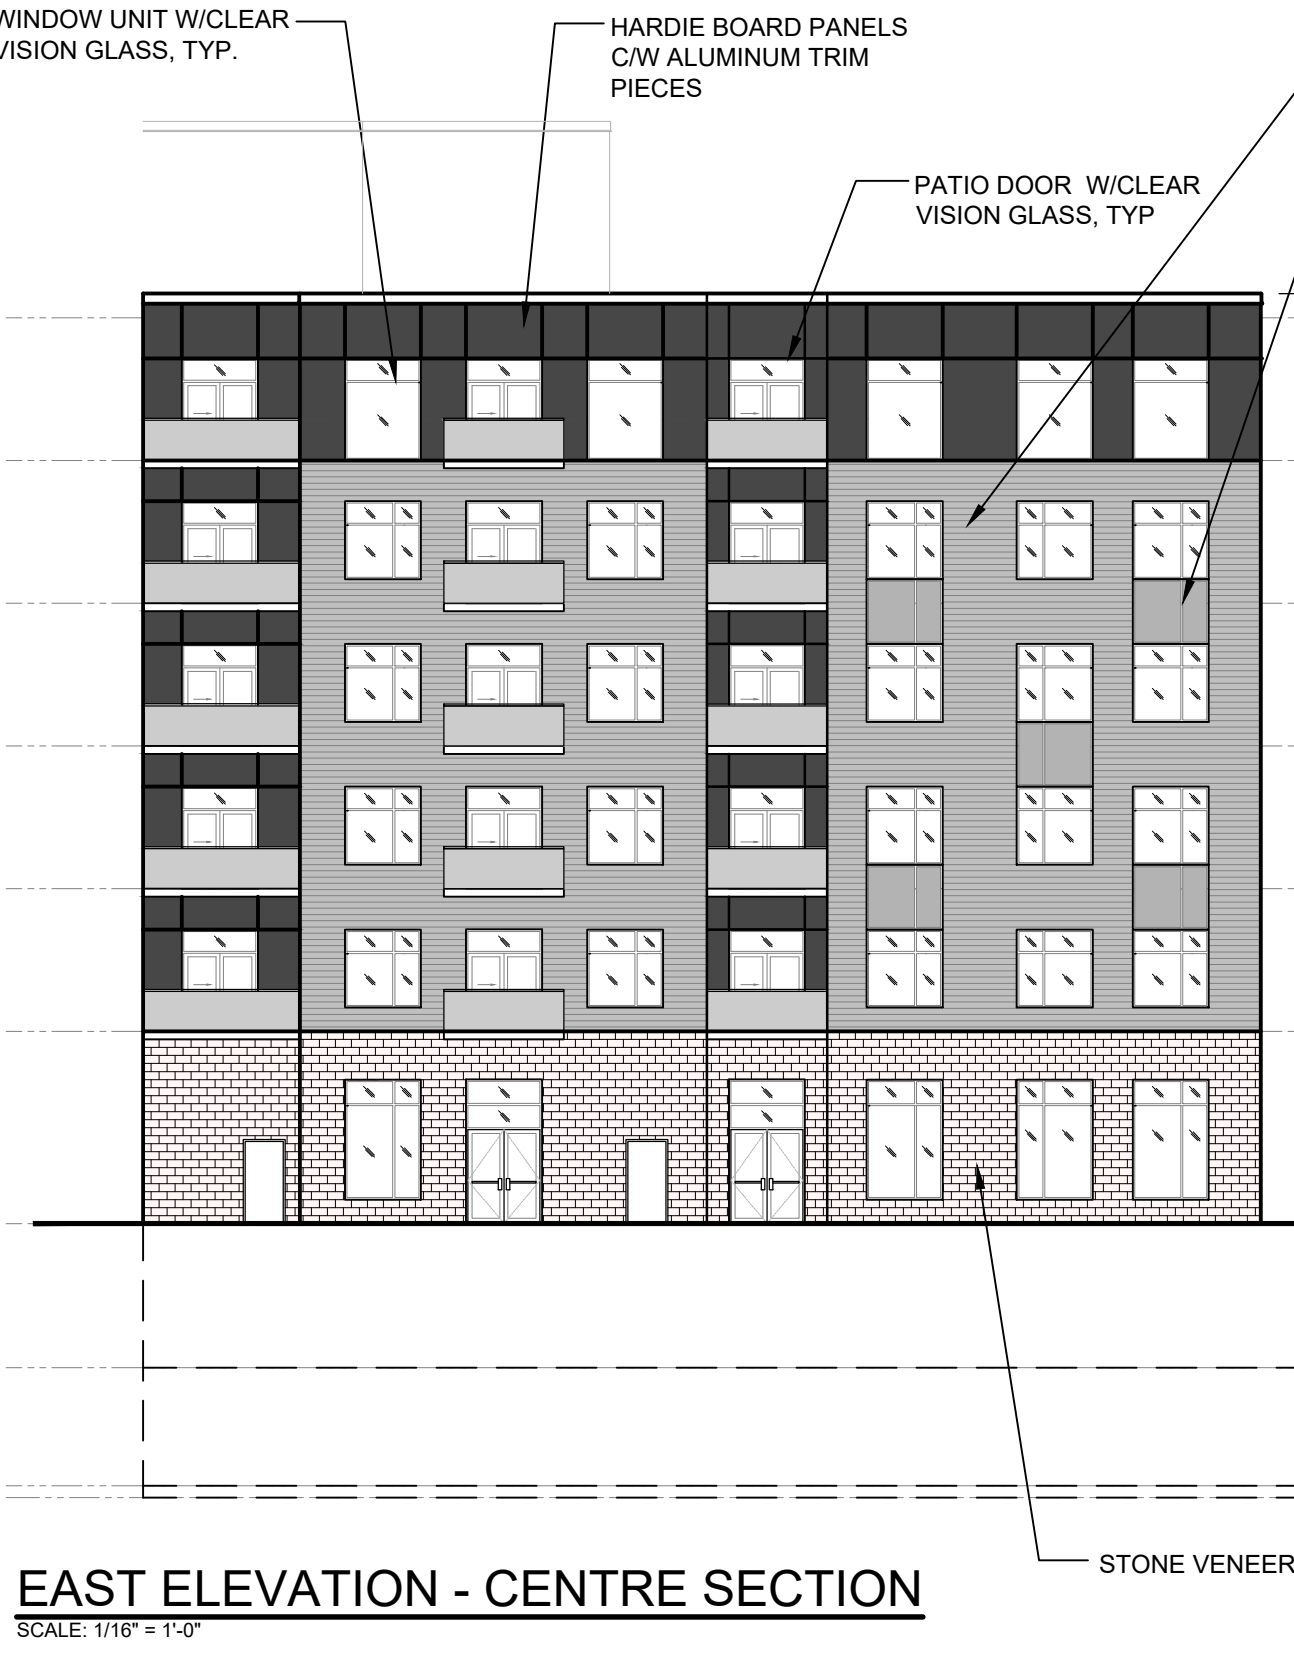 WINDOW UNIT W/CLEAR
VISION GLASS, TYP.
HARDIE BOARD PANELS
C/W ALUMINUM TRIM
PIECES
PATIO DOOR W/CLEAR
VISION GLASS, TYP
STONE VENEER
EAST ELEVATION - CENTRE SECTION
SCALE: 1/16" = 1'-0"